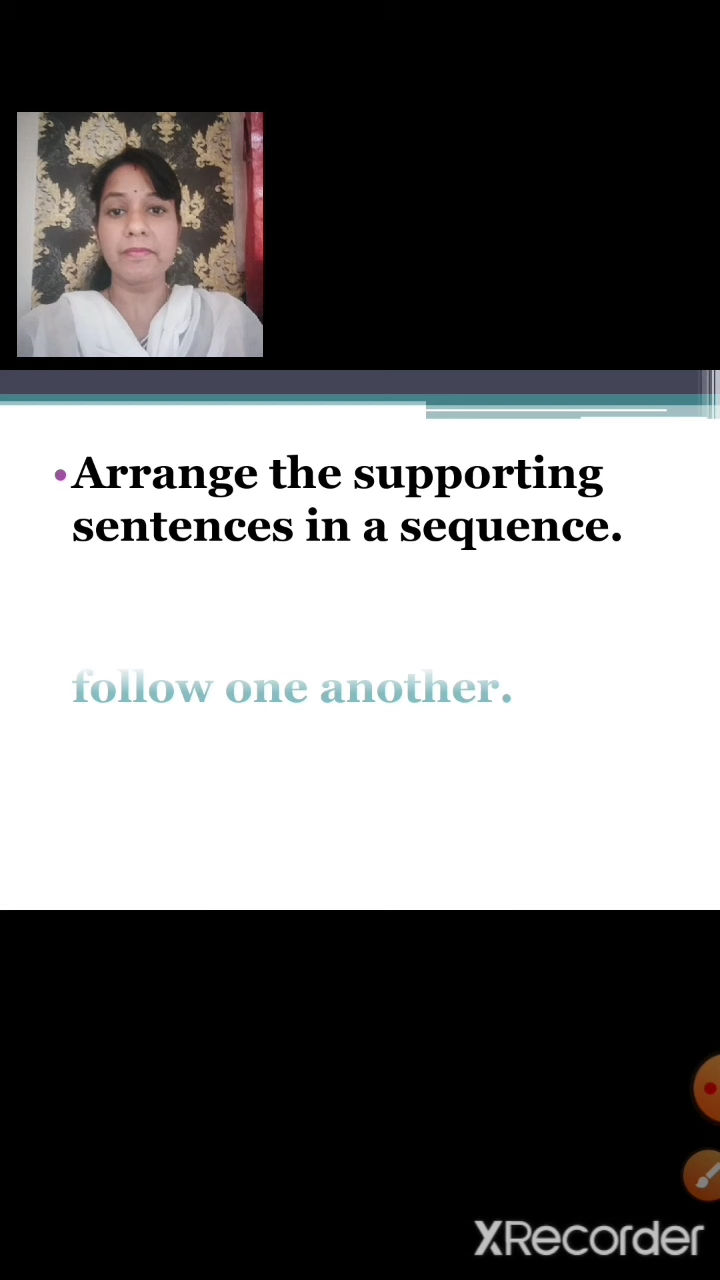 •Arrange the supporting
sentences in a sequence.
follow one another.
XRecorder